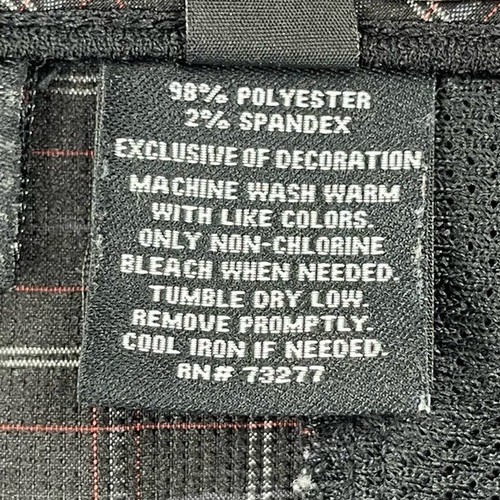 98% POLYESTER
2% SPANDEX
EXCLUSIVE OF DECORATION
MACHINE WASH WARM
WITH LIKE COLORS.
ONLY NON-CHLORINE
BLEACH WHEN NEEDED.
TUMBLE DRY LOW.
REMOVE PROMPTLY.
COOL IRON IF NEEDED.
RN# 73277